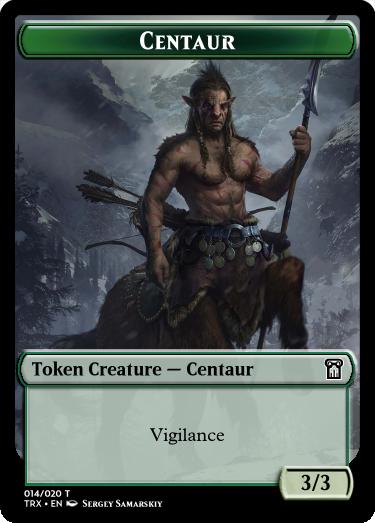 Centaur
Token Creature — Centaur
Vigilance
3/3
014/020 T
TRX • EN Sergey Samarskiy